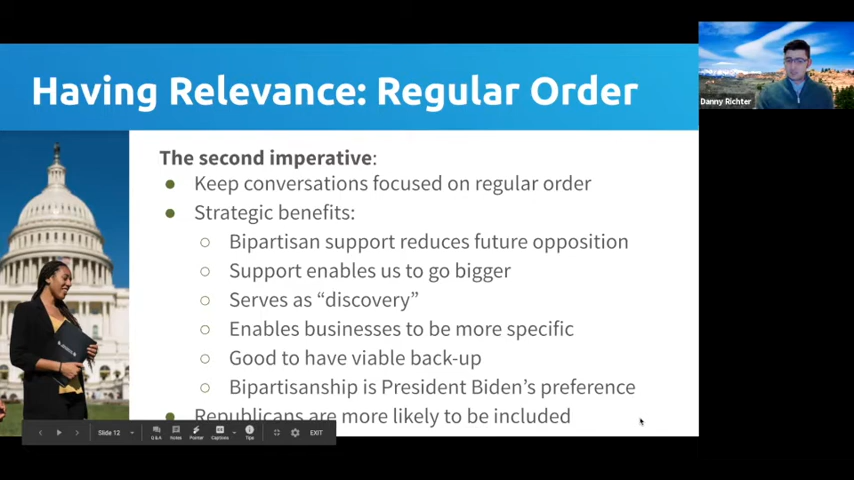 Having Relevance: Regular Order
Danny Richter
The second imperative:
● Keep conversations focused on regular order
● Strategic benefits:
○ Bipartisan support reduces future opposition
○ Support enables us to go bigger
○ Serves as “discovery”
○ Enables businesses to be more specific
○ Good to have viable back-up
○ Bipartisanship is President Biden’s preference
● Republicans are more likely to be included
Slide 12
Q&A
Notes
Pointer
Captions
Tips
EXIT